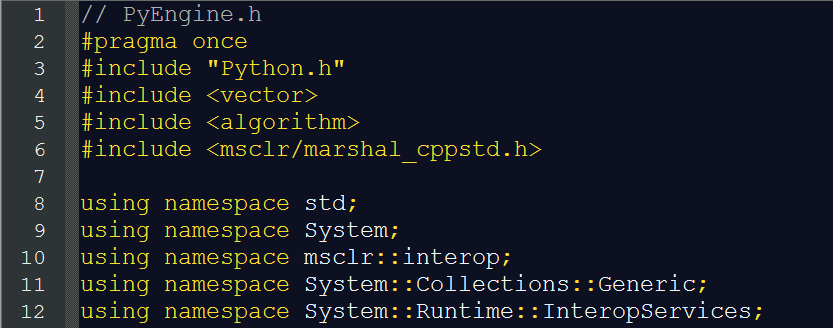 1 // PyEngine.h
2 #pragma once
3 #include "Python.h"
4 #include <vector>
5 #include <algorithm>
6 #include <msclr/marshal_cppstd.h>
7
8 using namespace std;
9 using namespace System;
10 using namespace msclr::interop;
11 using namespace System::Collections::Generic;
12 using namespace System::Runtime::InteropServices;